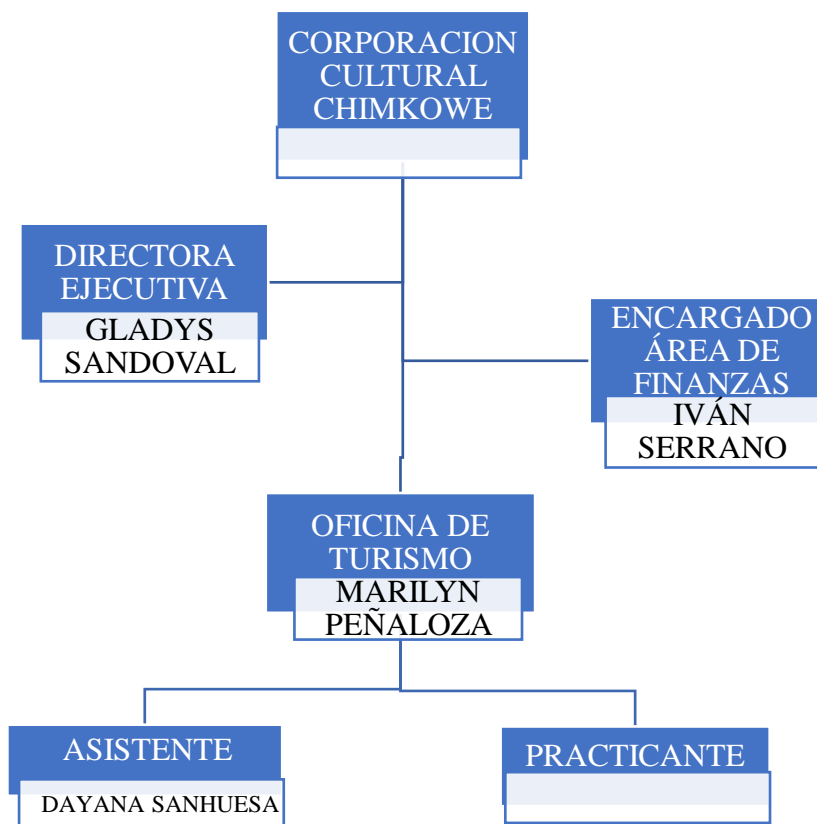 CORPORACION
CULTURAL
CHIMKOWE
DIRECTORA
EJECUTIVA
GLADYS
SANDOVAL
ENCARGADO
ÁREA DE
FINANZAS
IVÁN
SERRANO
OFICINA DE
TURISMO
MARILYN
PEÑALOZA
ASISTENTE
DAYANA SANHUESA
PRACTICANTE